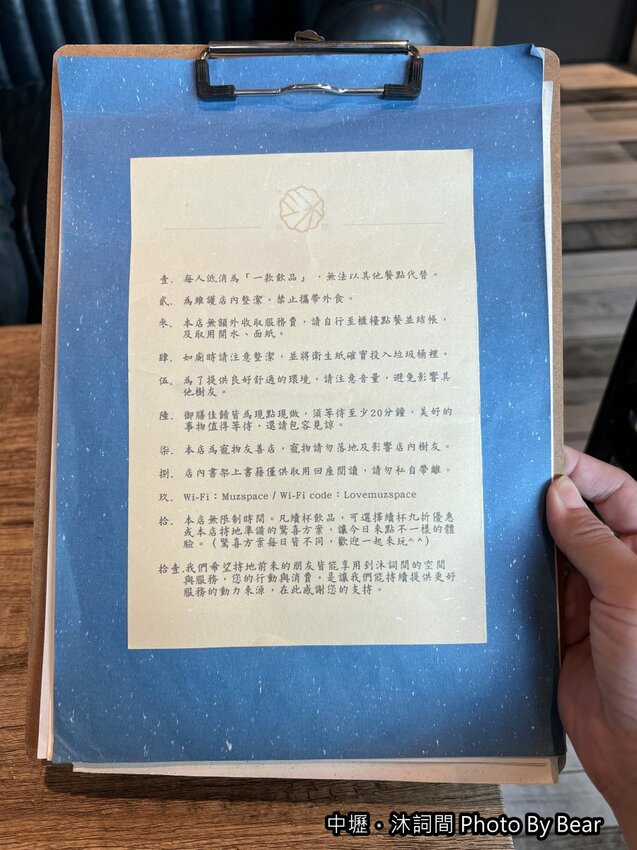 壹. 每人低消為「一款飲品」，無法以其他餐點代替。
貳. 為維護店內整潔，禁止攜帶外食。
參. 本店無額外收取服務費，請自行至櫃檯點餐並結帳，
及取用開水、面紙。
肆. 如廁時請注意整潔，並將衛生紙確實投入垃圾桶裡。
伍. 為了提供良好舒適的環境，請注意音量，避免影響其
他樹友。
陸. 御膳佳餚皆為現點現做，須等待至少20分鐘，美好的
事物值得等待，還請包容見諒。
柒. 本店為寵物友善店，寵物請勿落地及影響店內樹友。
捌. 店內書架上書籍僅供取用回座閱讀，請勿私自帶離。
玖. Wi-Fi：Muzspace / Wi-Fi code：Lovemuzspace
拾. 本店無限制時間。凡續杯飲品，可選擇續杯九折優惠
或本店特地準備的驚喜方案，讓今日來點不一樣的體
驗。（驚喜方案每日皆不同，歡迎一起來玩^^）
拾壹.我們希望特地前來的朋友皆能享用到沐詞間的空間
與服務，您的行動與消費，是讓我們能持續提供更好
服務的動力來源，在此感謝您的支持。
中壢・沐詞間 Photo By Bear